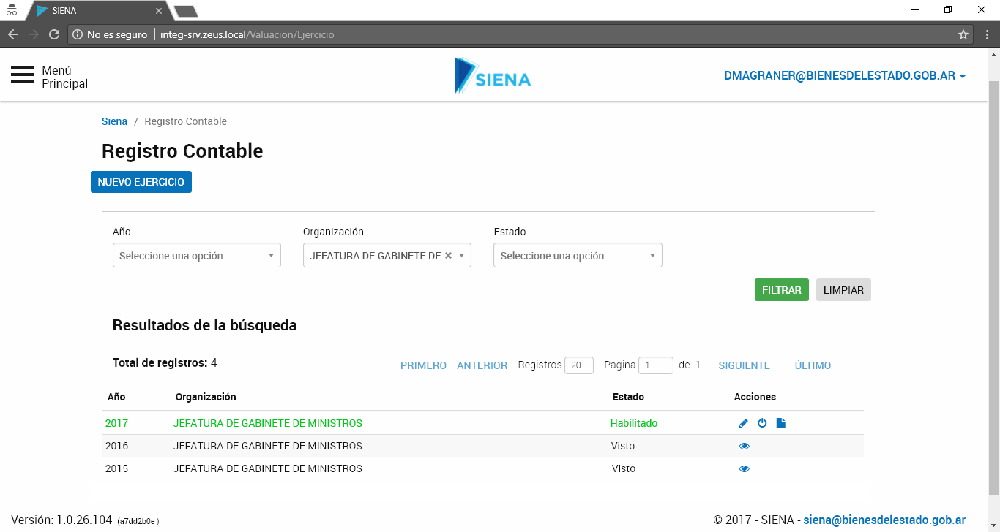 SIENA
No es seguro integ-srv.zeus.local/Valuacion/Ejercicio
Menú
Principal
SIENA
DMAGRANER@BIENESDELESTADO.GOB.AR
Siena / Registro Contable
Registro Contable
NUEVO EJERCICIO
Año Organización Estado
Seleccione una opción JEFATURA DE GABINETE DE ... Seleccione una opción
FILTRAR LIMPIAR
Resultados de la búsqueda
Total de registros: 4 PRIMERO ANTERIOR Registros 20 Pagina 1 de 1 SIGUIENTE ÚLTIMO
Año Organización Estado Acciones
2017 JEFATURA DE GABINETE DE MINISTROS Habilitado
2016 JEFATURA DE GABINETE DE MINISTROS Visto
2015 JEFATURA DE GABINETE DE MINISTROS Visto
Versión: 1.0.26.104 (a7dd2b0e ) © 2017 - SIENA - siena@bienesdelestado.gob.ar